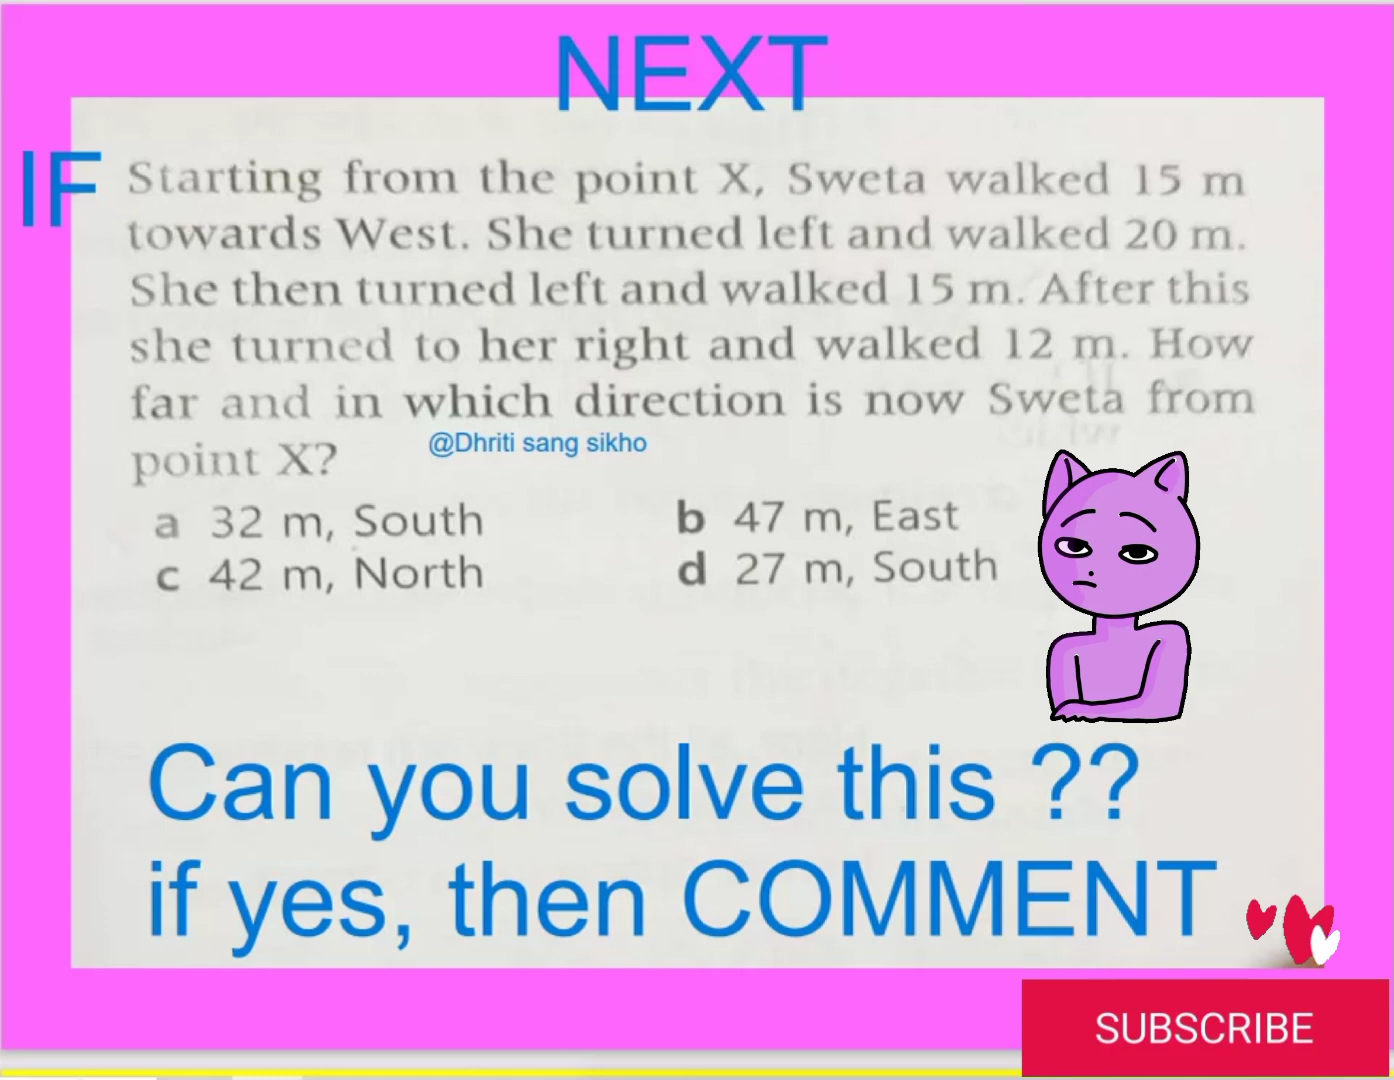 NEXT
IF
Starting from the point X, Sweta walked 15 m
towards West. She turned left and walked 20 m.
She then turned left and walked 15 m. After this
she turned to her right and walked 12 m. How
far and in which direction is now Sweta from
point X?
@Dhriti sang sikho
a 32 m, South
b 47 m, East
c 42 m, North
d 27 m, South
Can you solve this ??
if yes, then COMMENT
SUBSCRIBE